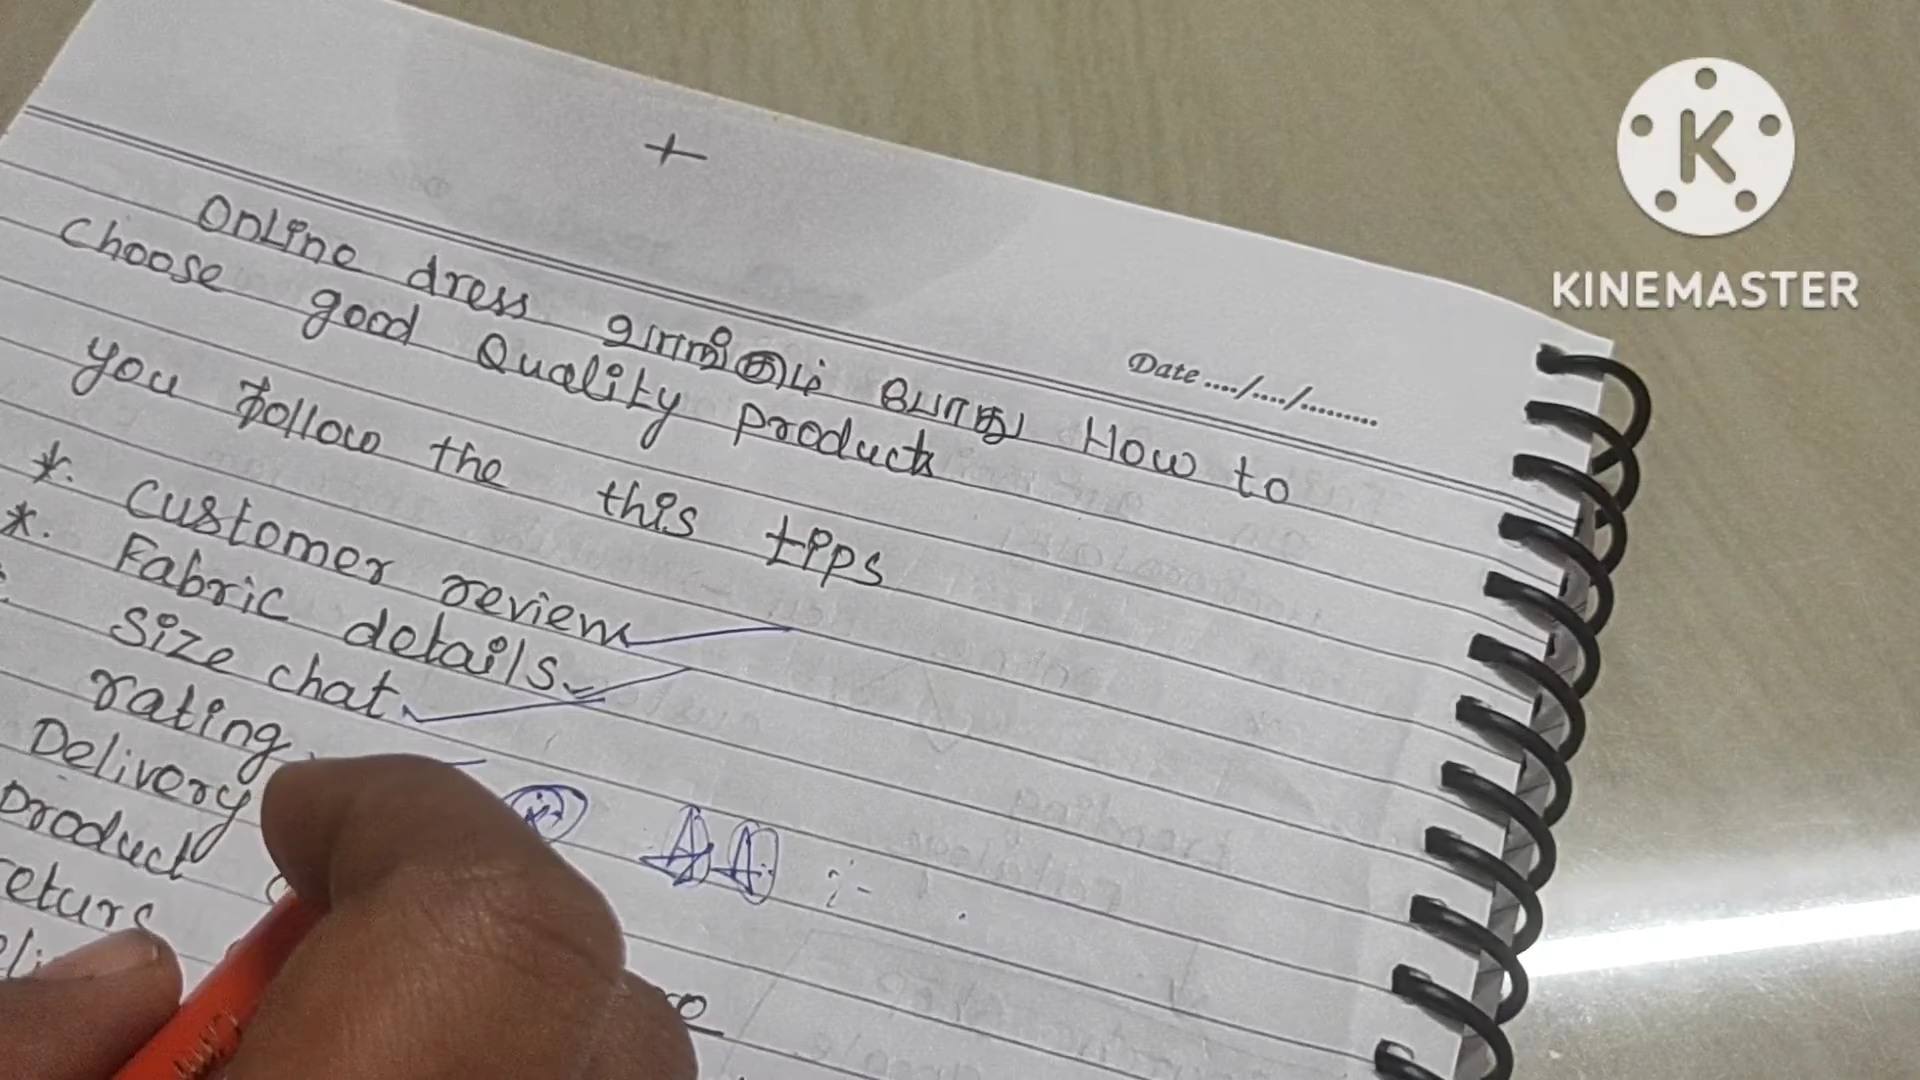 +
Online dress வாங்கும் போது How to
choose good Quality product
you follow the this tips
*. Customer review
*. Fabric details.
Size chat.
rating
Delivery
product
Date ..../..../.........
KINEMASTER